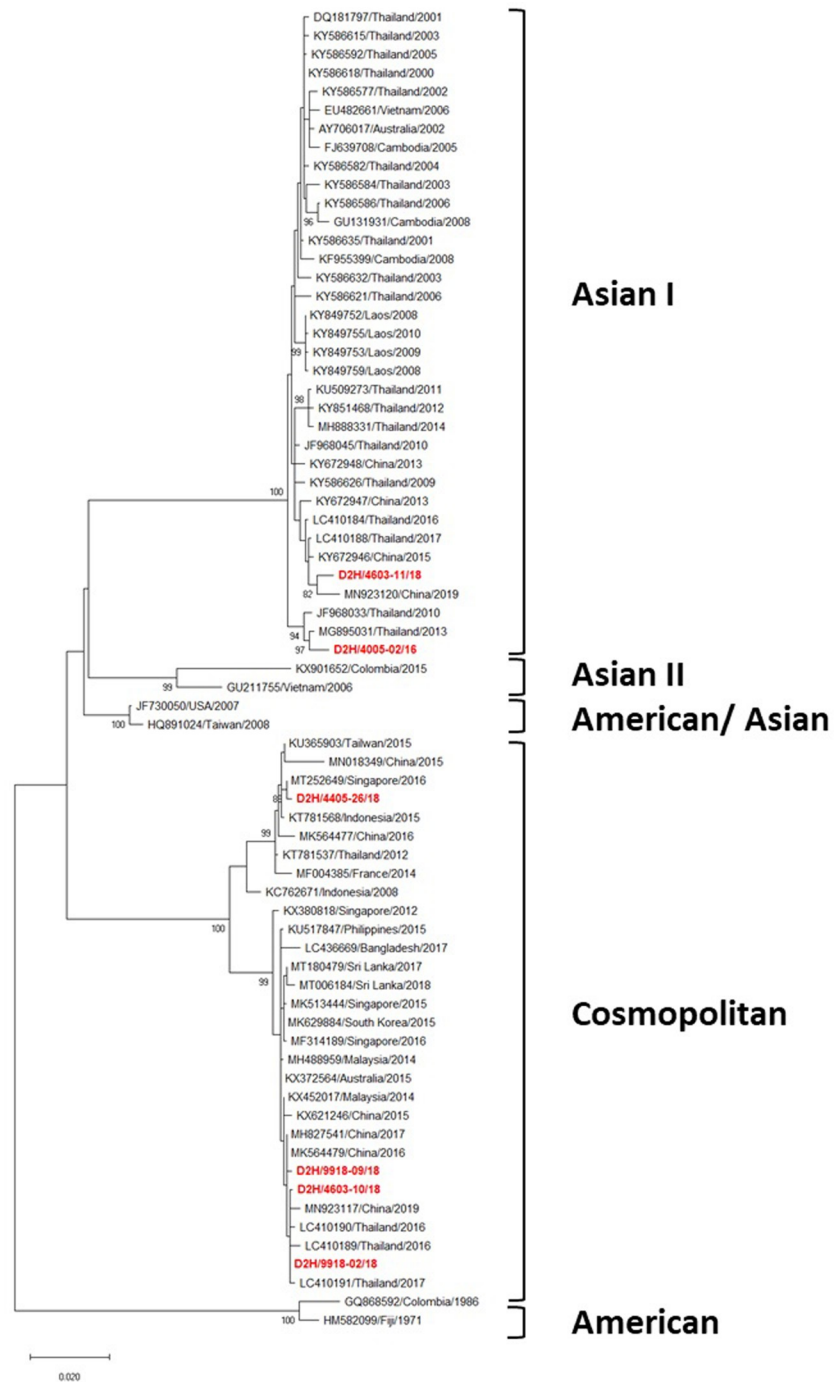 DQ181797/Thailand/2001
KY586615/Thailand/2003
KY586592/Thailand/2005
KY586618/Thailand/2000
KY586577/Thailand/2002
EU482661/Vietnam/2006
AY706017/Australia/2002
FJ639708/Cambodia/2005
KY586582/Thailand/2004
KY586584/Thailand/2003
KY586586/Thailand/2006
96
GU131931/Cambodia/2008
KY586635/Thailand/2001
KF955399/Cambodia/2008
KY586632/Thailand/2003
Asian I
KY586621/Thailand/2006
KY849752/Laos/2008
KY849755/Laos/2010
99
KY849753/Laos/2009
KY849759/Laos/2008
KU509273/Thailand/2011
98
KY851468/Thailand/2012
MH888331/Thailand/2014
JF968045/Thailand/2010
KY672948/China/2013
KY586626/Thailand/2009
100
KY672947/China/2013
LC410184/Thailand/2016
LC410188/Thailand/2017
KY672946/China/2015
D2H/4603-11/18
82
MN923120/China/2019
JF968033/Thailand/2010
94
MG895031/Thailand/2013
97
D2H/4005-02/16
KX901652/Colombia/2015
Asian II
99
GU211755/Vietnam/2006
JF730050/USA/2007
American/ Asian
100
HQ891024/Taiwan/2008
KU365903/Tailwan/2015
MN018349/China/2015
MT252649/Singapore/2016
D2H/4405-26/18
KT781568/Indonesia/2015
99
MK564477/China/2016
KT781537/Thailand/2012
MF004385/France/2014
KC762671/Indonesia/2008
KX380818/Singapore/2012
100
KU517847/Philippines/2015
LC436669/Bangladesh/2017
MT180479/Sri Lanka/2017
99
MT006184/Sri Lanka/2018
MK513444/Singapore/2015
Cosmopolitan
MK629884/South Korea/2015
MF314189/Singapore/2016
MH488959/Malaysia/2014
KX372564/Australia/2015
KX452017/Malaysia/2014
KX621246/China/2015
MH827541/China/2017
MK564479/China/2016
D2H/9918-09/18
D2H/4603-10/18
MN923117/China/2019
LC410190/Thailand/2016
LC410189/Thailand/2016
D2H/9918-02/18
LC410191/Thailand/2017
GQ868592/Colombia/1986
100
HM582099/Fiji/1971
American
0.020